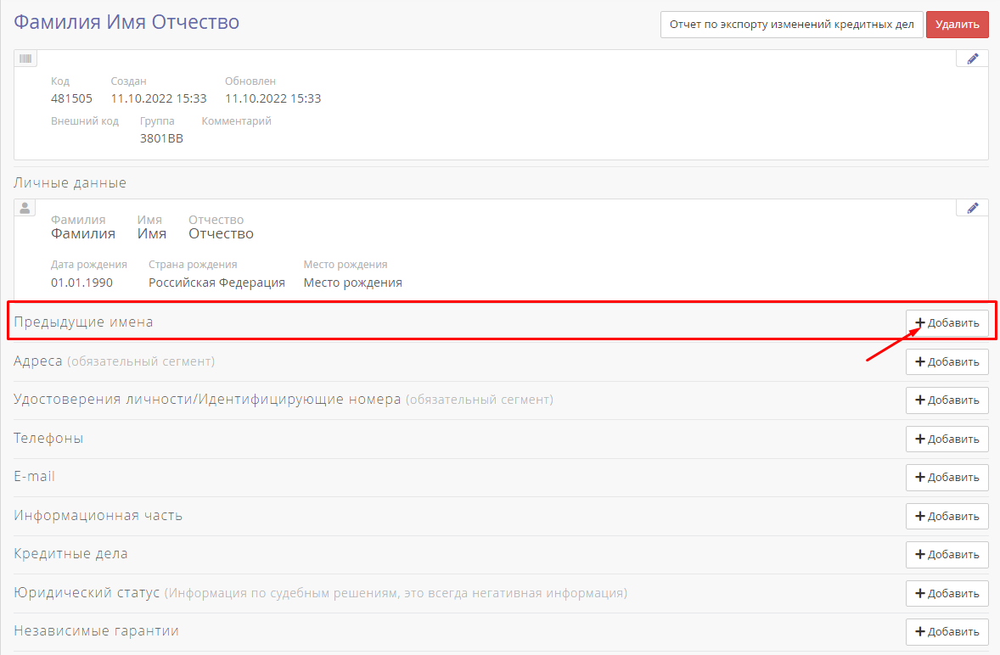 Фамилия Имя Отчество
Отчет по экспорту изменений кредитных дел Удалить
Код Создан Обновлен
481505 11.10.2022 15:33 11.10.2022 15:33
Внешний код Группа Комментарий
3801BB
Личные данные
Фамилия Имя Отчество
Фамилия Имя Отчество
Дата рождения Страна рождения Место рождения
01.01.1990 Российская Федерация Место рождения
Предыдущие имена Добавить
Адреса (обязательный сегмент) Добавить
Удостоверения личности/Идентифицирующие номера (обязательный сегмент) Добавить
Телефоны Добавить
E-mail Добавить
Информационная часть Добавить
Кредитные дела Добавить
Юридический статус (Информация по судебным решениям, это всегда негативная информация) Добавить
Независимые гарантии Добавить